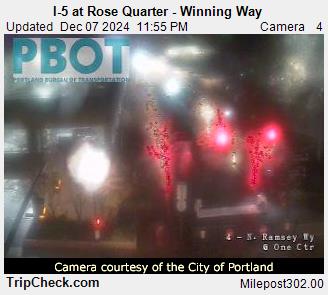 I-5 at Rose Quarter - Winning Way
Updated Dec 07 2024 11:55 PM Camera 4
PBOT
PORTLAND BUREAU OF TRANSPORTATION
4 - N. Ramsey Wy
@ One Ctr
Camera courtesy of the City of Portland
TripCheck.com Milepost302.00